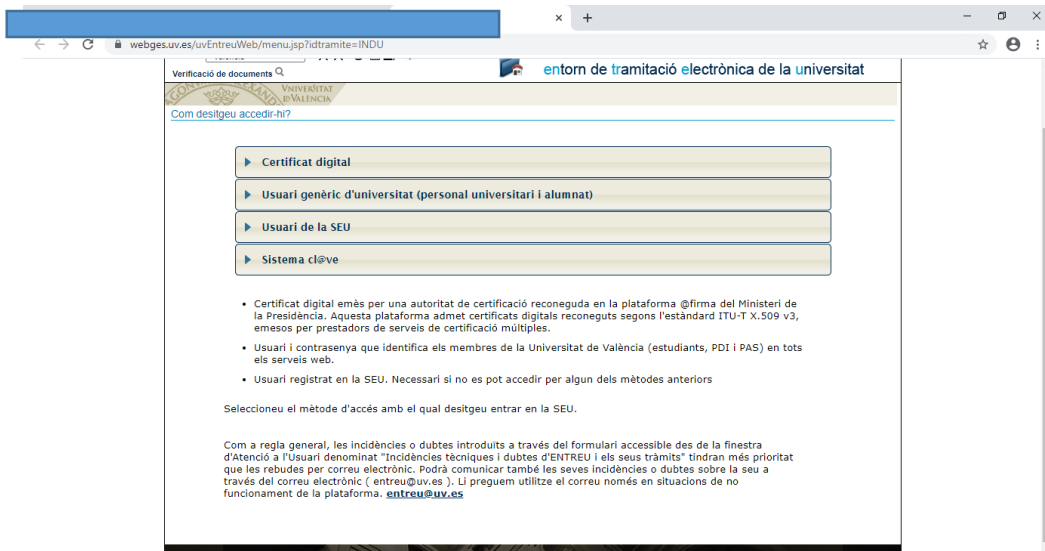 webges.uv.es/uvEntreuWeb/menu.jsp?idtramite=INDU
Verificació de documents
entorn de tramitació electrònica de la universitat
VNIVERSITAT
ID VALÈNCIA
Com desitgeu accedir-hi?
Certificat digital
Usuari genèric d'universitat (personal universitari i alumnat)
Usuari de la SEU
Sistema cl@ve
• Certificat digital emès per una autoritat de certificació reconeguda en la plataforma @firma del Ministeri de
la Presidència. Aquesta plataforma admet certificats digitals reconeguts segons l'estàndard ITU-T X.509 v3,
emesos per prestadors de serveis de certificació múltiples.
• Usuari i contrasenya que identifica els membres de la Universitat de València (estudiants, PDI i PAS) en tots
els serveis web.
• Usuari registrat en la SEU. Necessari si no es pot accedir per algun dels mètodes anteriors
Seleccioneu el mètode d'accés amb el qual desitgeu entrar en la SEU.
Com a regla general, les incidències o dubtes introduïts a través del formulari accessible des de la finestra
d'Atenció a l'Usuari denominat "Incidències tècniques i dubtes d'ENTREU i els seus tràmits" tindran més prioritat
que les rebudes per correu electrònic. Podrà comunicar també les seves incidències o dubtes sobre la seu a
través del correu electrònic ( entreu@uv.es ). Li preguem utilitze el correu només en situacions de no
funcionament de la plataforma. entreu@uv.es